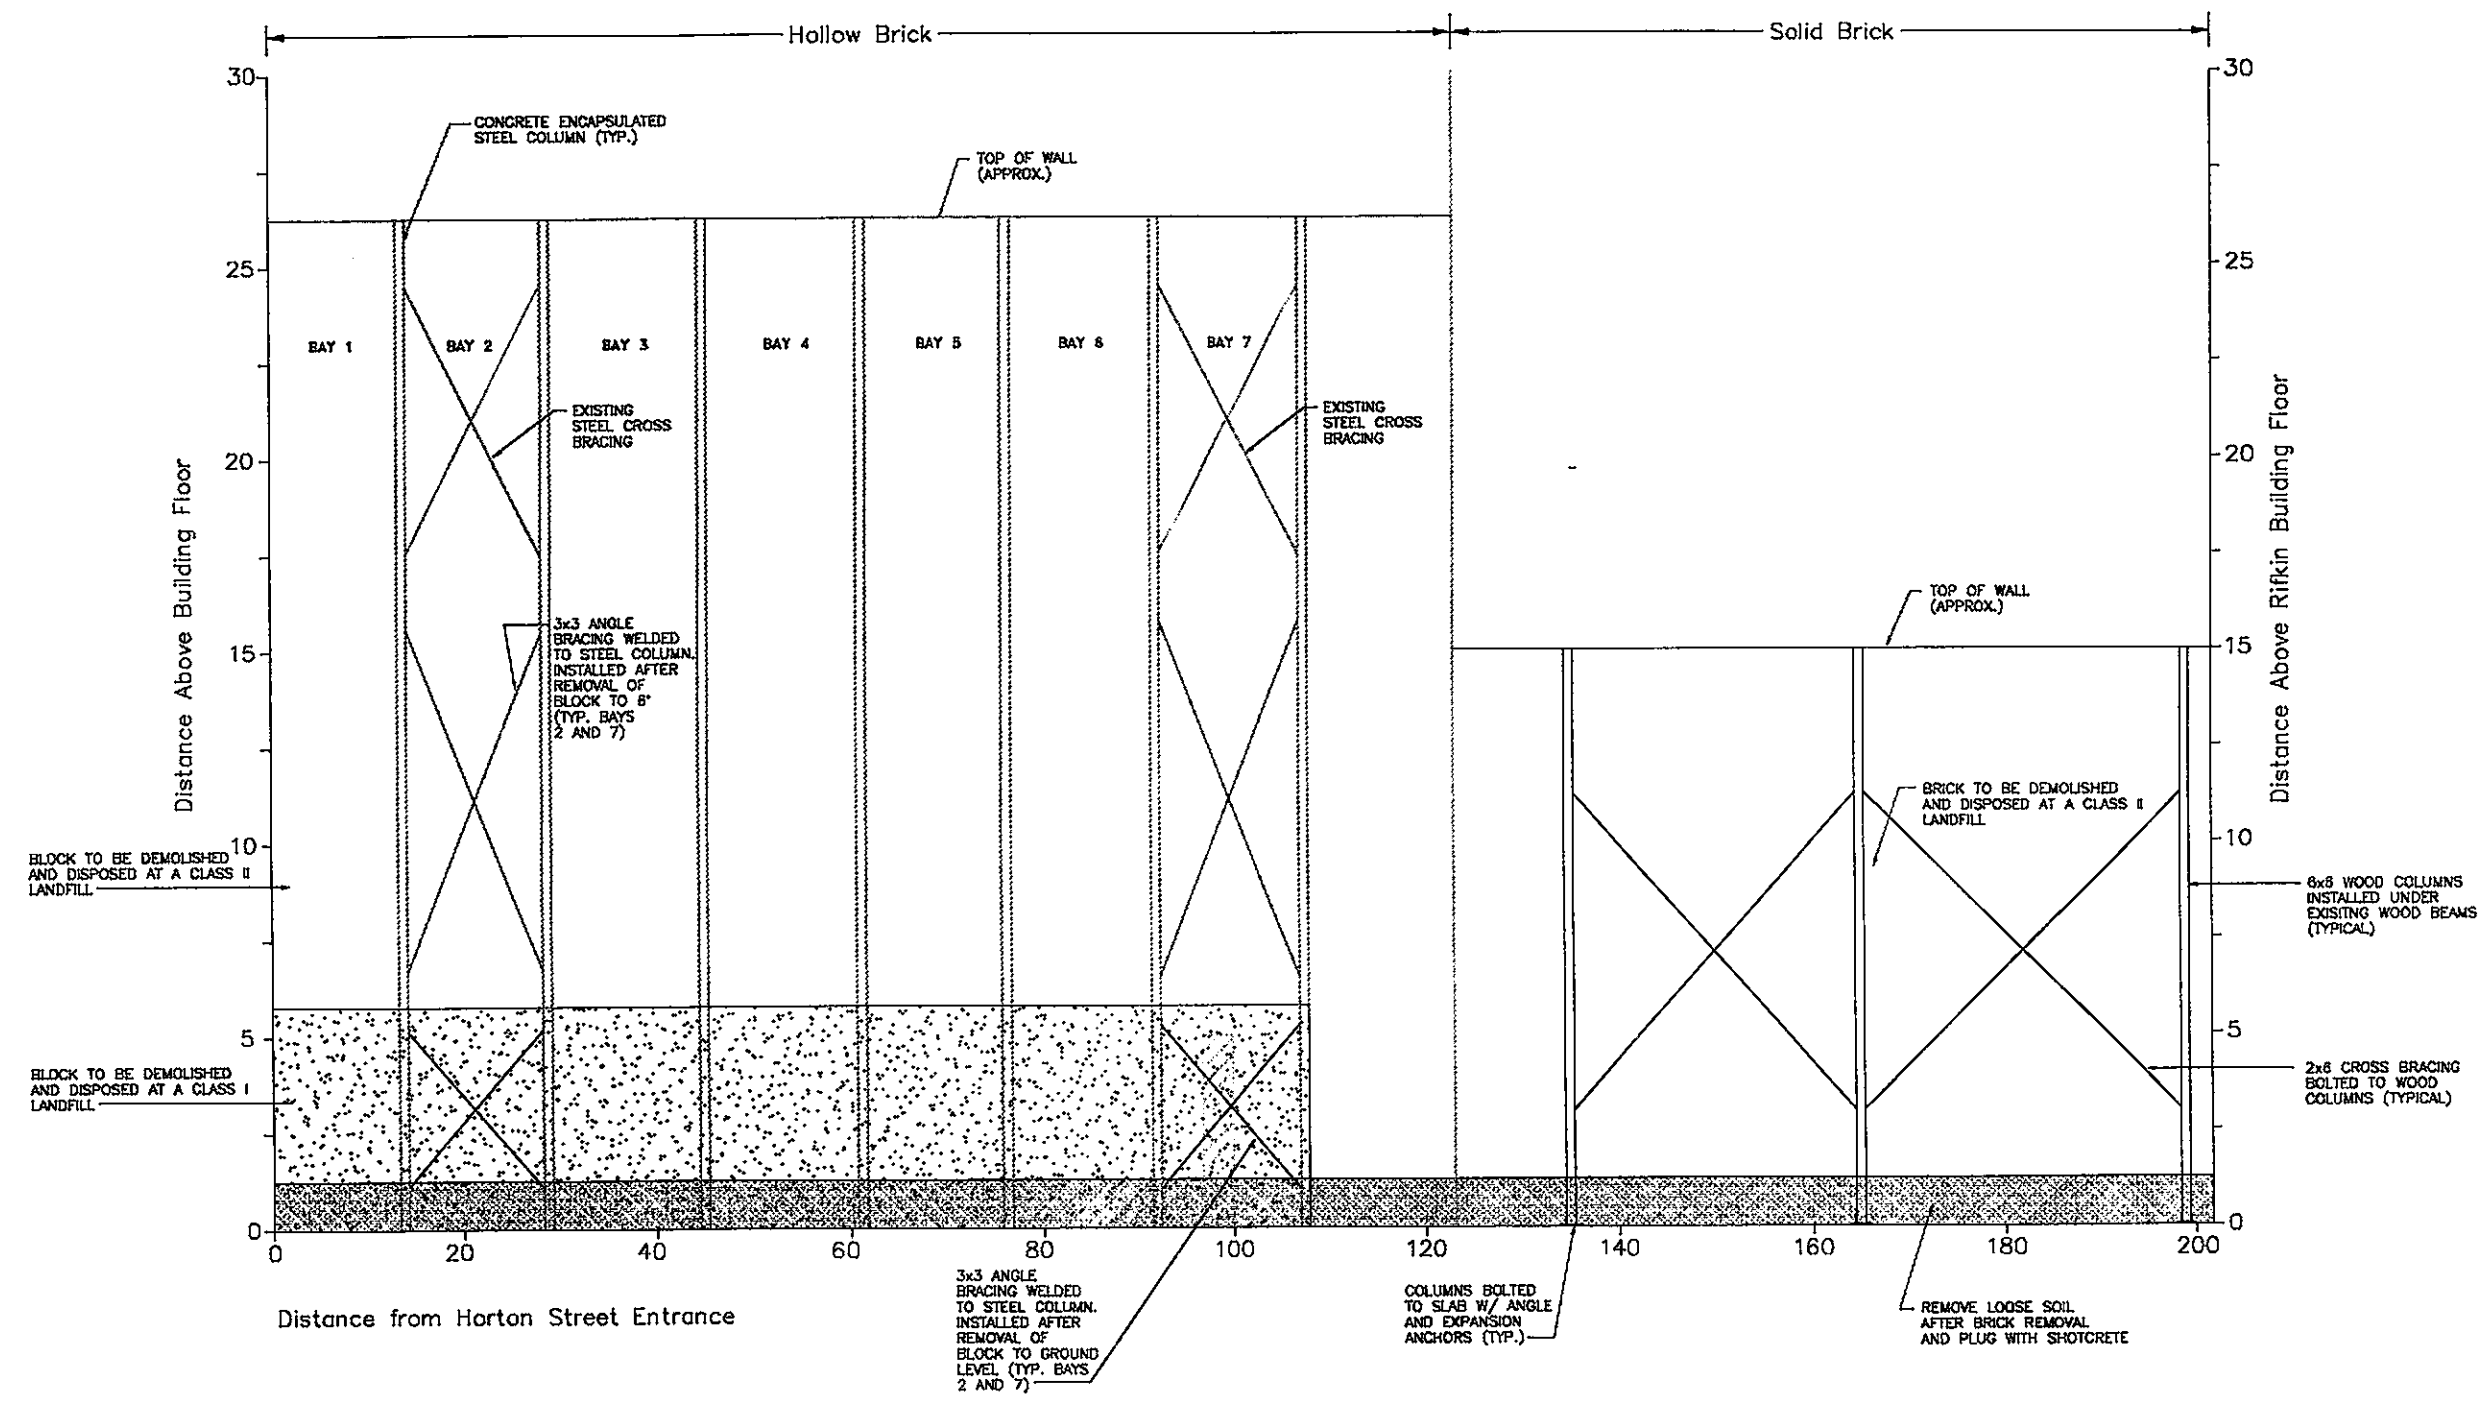 Hollow Brick
Solid Brick
30
25
20
15
10
5
0
Distance Above Building Floor
CONCRETE ENCAPSULATED
STEEL COLUMN (TYP.)
TOP OF WALL
(APPROX.)
BAY 1
BAY 2
BAY 3
BAY 4
BAY 5
BAY 6
BAY 7
EXISTING
STEEL CROSS
BRACING
EXISTING
STEEL CROSS
BRACING
3x3 ANGLE
BRACING WELDED
TO STEEL COLUMN.
INSTALLED AFTER
REMOVAL OF
BLOCK TO 6'
(TYP. BAYS
2 AND 7)
BLOCK TO BE DEMOLISHED
AND DISPOSED AT A CLASS II
LANDFILL
BLOCK TO BE DEMOLISHED
AND DISPOSED AT A CLASS I
LANDFILL
TOP OF WALL
(APPROX.)
BRICK TO BE DEMOLISHED
AND DISPOSED AT A CLASS II
LANDFILL
30
25
20
15
10
5
0
Distance Above Rifkin Building Floor
6x6 WOOD COLUMNS
INSTALLED UNDER
EXISITNG WOOD BEAMS
(TYPICAL)
2x6 CROSS BRACING
BOLTED TO WOOD
COLUMNS (TYPICAL)
0 20 40 60 80 100 120 140 160 180 200
Distance from Horton Street Entrance
3x3 ANGLE
BRACING WELDED
TO STEEL COLUMN.
INSTALLED AFTER
REMOVAL OF
BLOCK TO GROUND
LEVEL (TYP. BAYS
2 AND 7)
COLUMNS BOLTED
TO SLAB W/ ANGLE
AND EXPANSION
ANCHORS (TYP.)
REMOVE LOOSE SOIL
AFTER BRICK REMOVAL
AND PLUG WITH SHOTCRETE